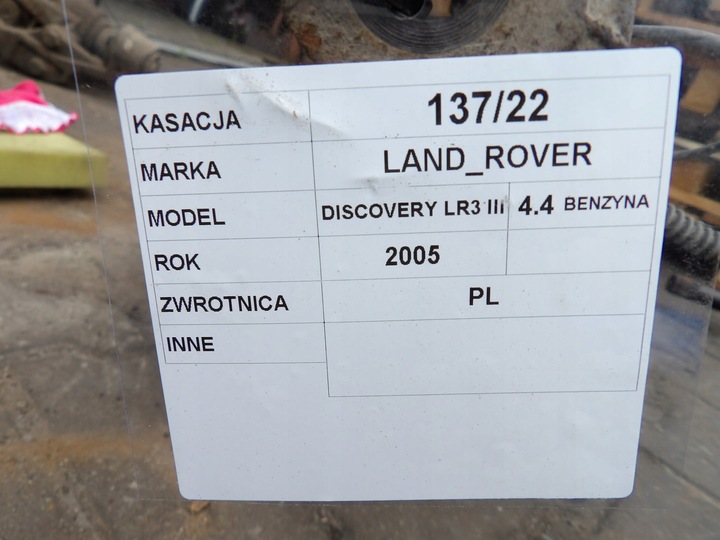 KASACJA 137/22
MARKA LAND_ROVER
MODEL DISCOVERY LR3 III 4.4 BENZYNA
ROK 2005
ZWROTNICA PL
INNE